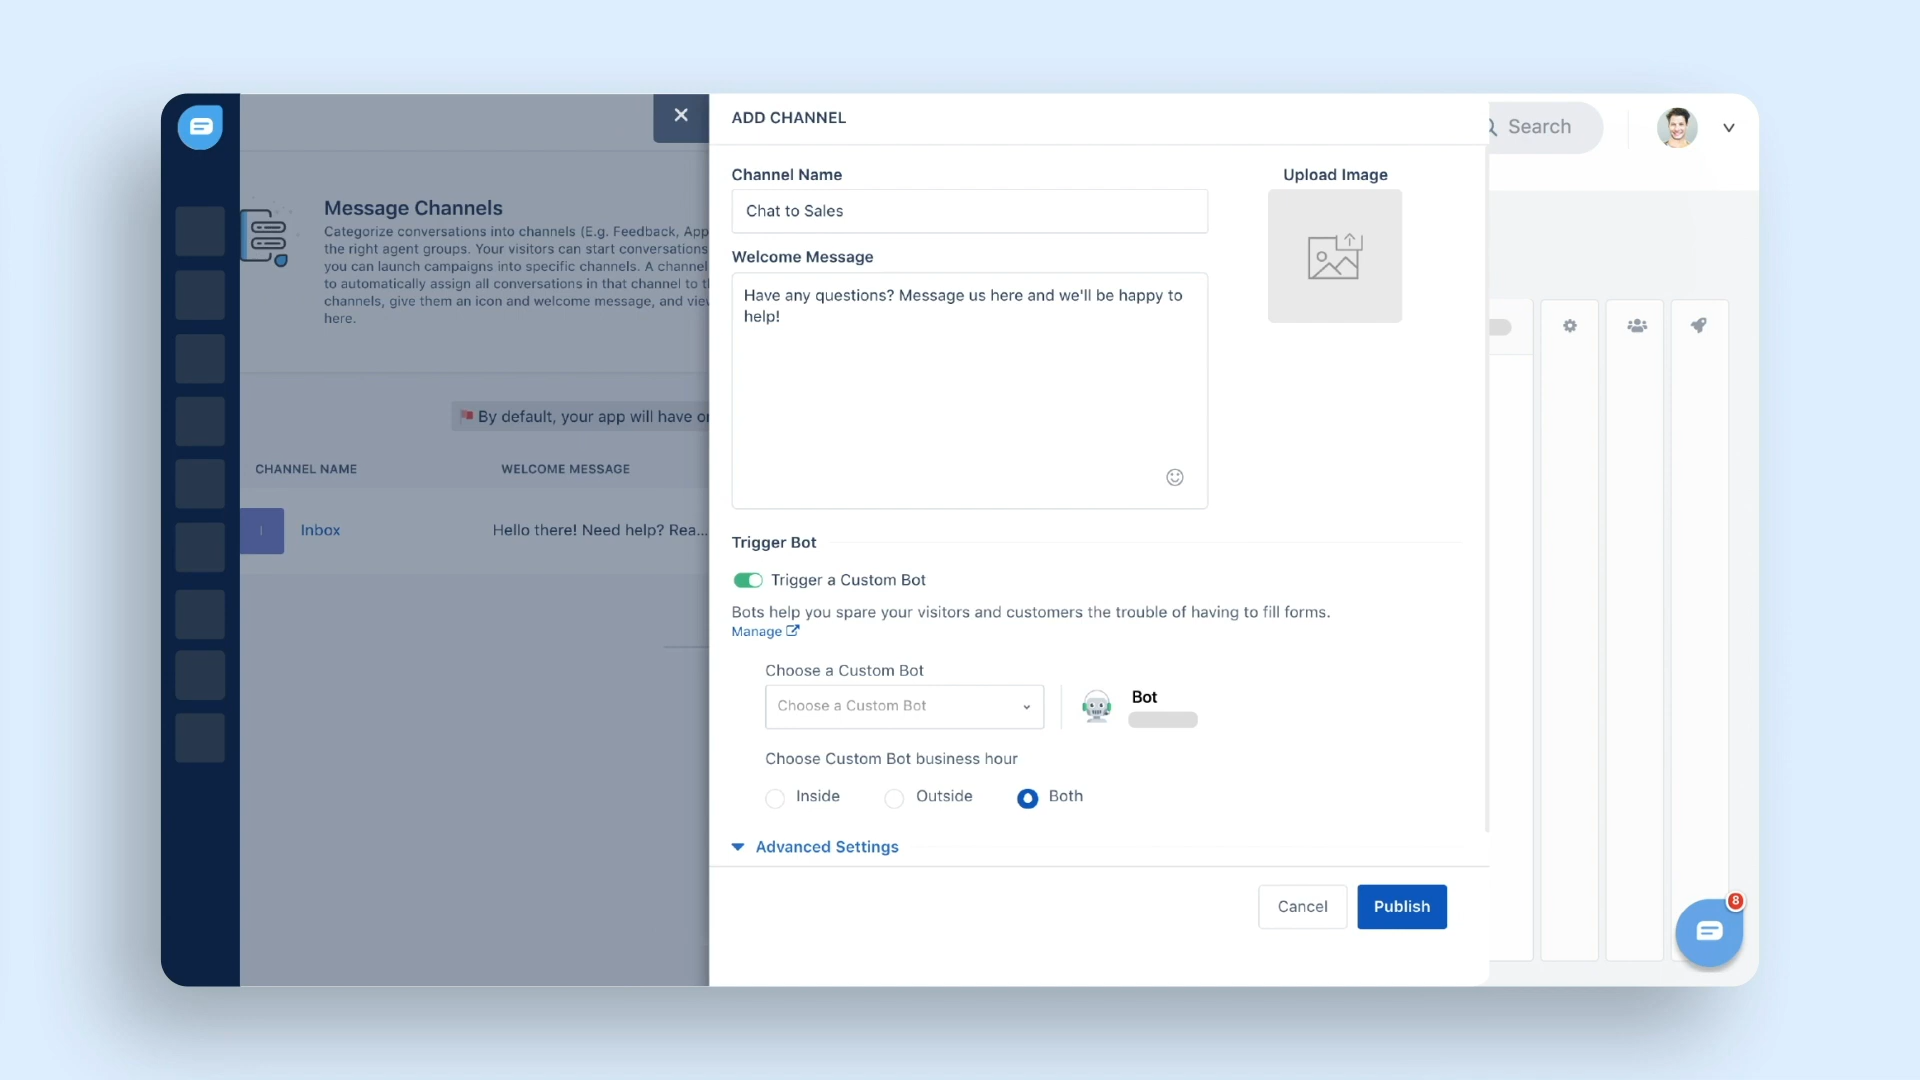 ADD CHANNEL
Search
Message Channels
Categorize conversations into channels (E.g. Feedback, App
the right agent groups. Your visitors can start conversations
you can launch campaigns into specific channels. A channel
to automatically assign all conversations in that channel to
channels, give them an icon and welcome message, and
here.
By default, your app will have
CHANNEL NAME WELCOME MESSAGE
I Inbox Hello there! Need help? Rea...
Channel Name
Chat to Sales
Upload Image
Welcome Message
Have any questions? Message us here and we'll be happy to
help!
Trigger Bot
Trigger a Custom Bot
Bots help you spare your visitors and customers the trouble of having to fill forms.
Manage
Choose a Custom Bot
Choose a Custom Bot
Bot
Choose Custom Bot business hour
Inside Outside Both
Advanced Settings
Cancel Publish
8